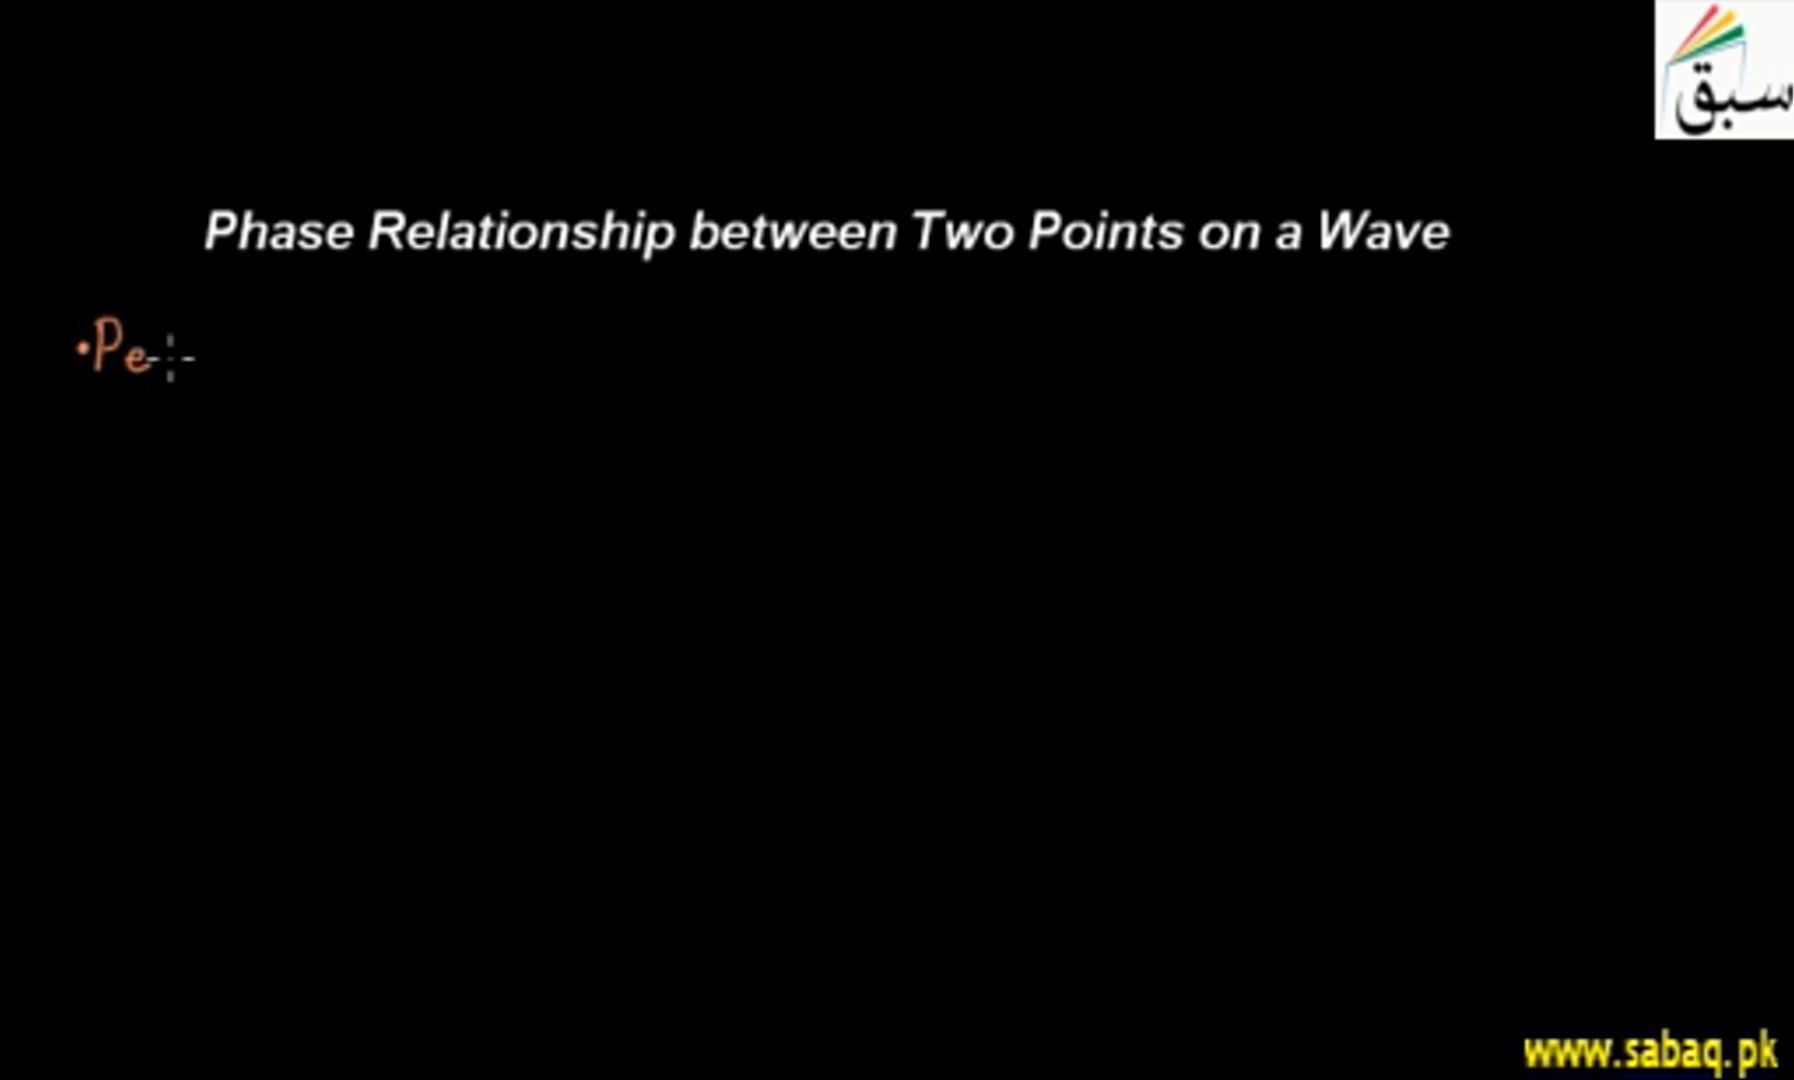 سبق
Phase Relationship between Two Points on a Wave
•Pe
www.sabaq.pk